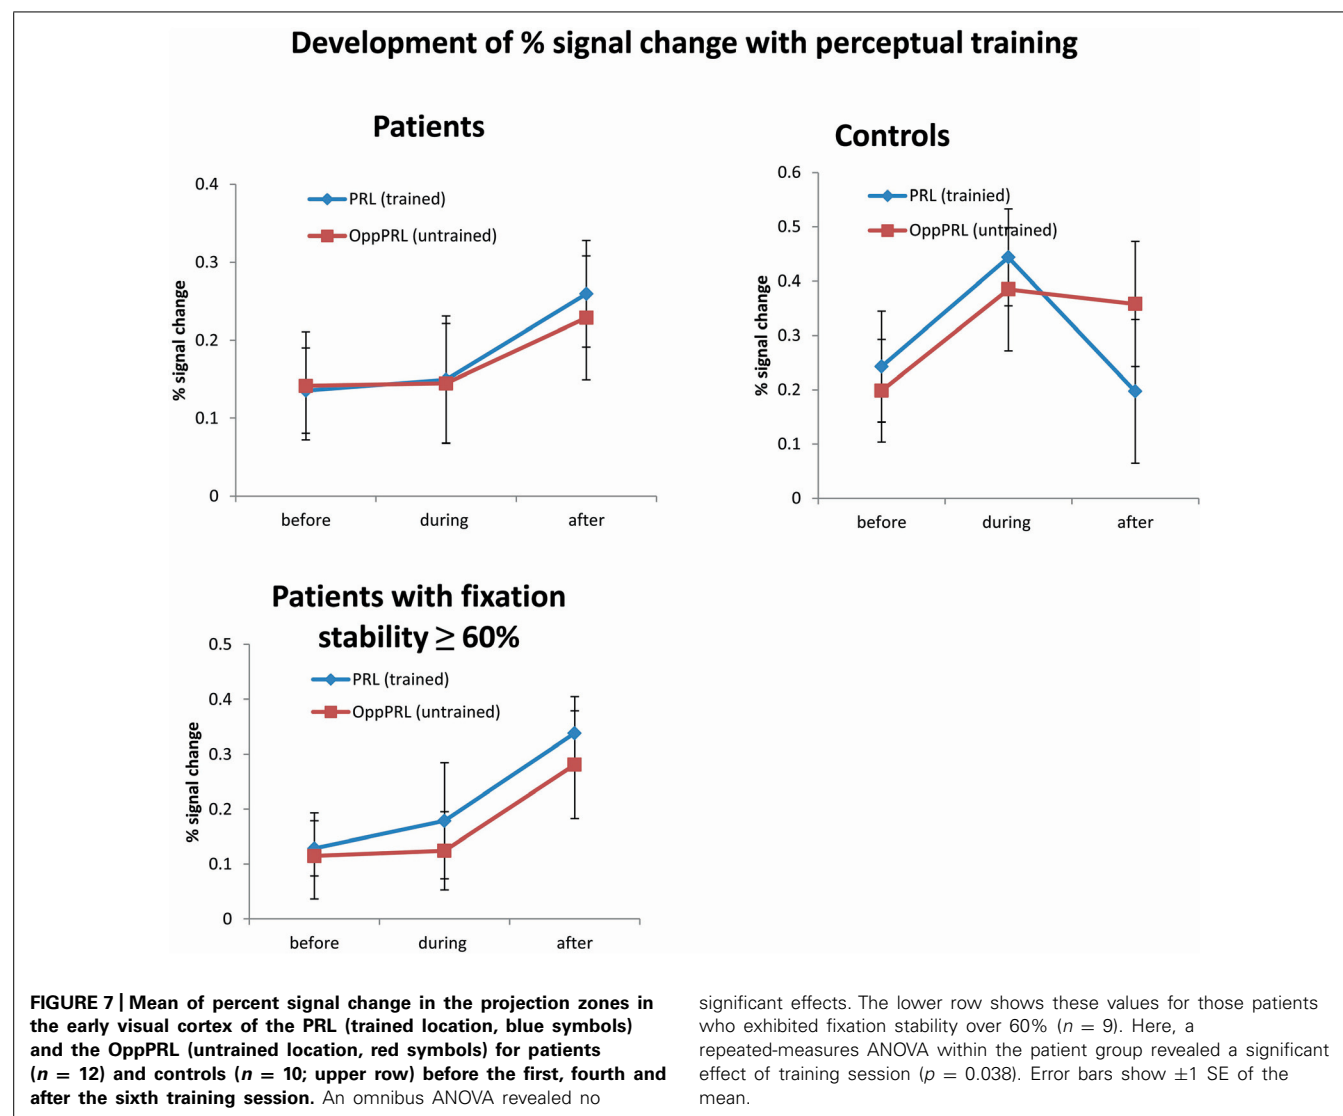 Development of % signal change with perceptual training
Patients
0.4
0.3
0.2
0.1
0
% signal change
PRL (trained)
OppPRL (untrained)
before during after
Controls
0.6
0.5
0.4
0.3
0.2
0.1
0
% signal change
PRL (trainied)
OppPRL (untrained)
before during after
Patients with fixation
stability ≥ 60%
0.5
0.4
0.3
0.2
0.1
0
% signal change
PRL (trained)
OppPRL (untrained)
before during after
FIGURE 7 | Mean of percent signal change in the projection zones in
the early visual cortex of the PRL (trained location, blue symbols)
and the OppPRL (untrained location, red symbols) for patients
(n = 12) and controls (n = 10; upper row) before the first, fourth and
after the sixth training session. An omnibus ANOVA revealed no
significant effects. The lower row shows these values for those patients
who exhibited fixation stability over 60% (n = 9). Here, a
repeated-measures ANOVA within the patient group revealed a significant
effect of training session (p = 0.038). Error bars show ±1 SE of the
mean.